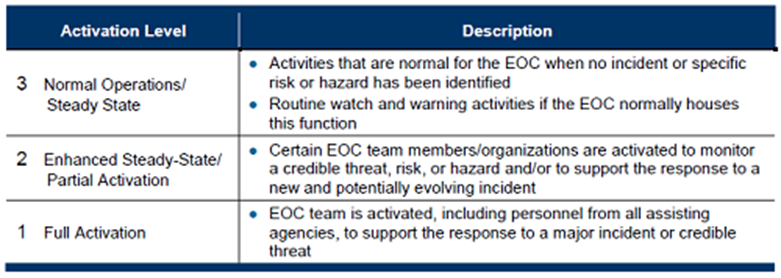 Activation Level Description
3 Normal Operations/
Steady State
• Activities that are normal for the EOC when no incident or specific
risk or hazard has been identified
• Routine watch and warning activities if the EOC normally houses
this function
2 Enhanced Steady-State/
Partial Activation
• Certain EOC team members/organizations are activated to monitor
a credible threat, risk, or hazard and/or to support the response to a
new and potentially evolving incident
1 Full Activation
• EOC team is activated, including personnel from all assisting
agencies, to support the response to a major incident or credible
threat